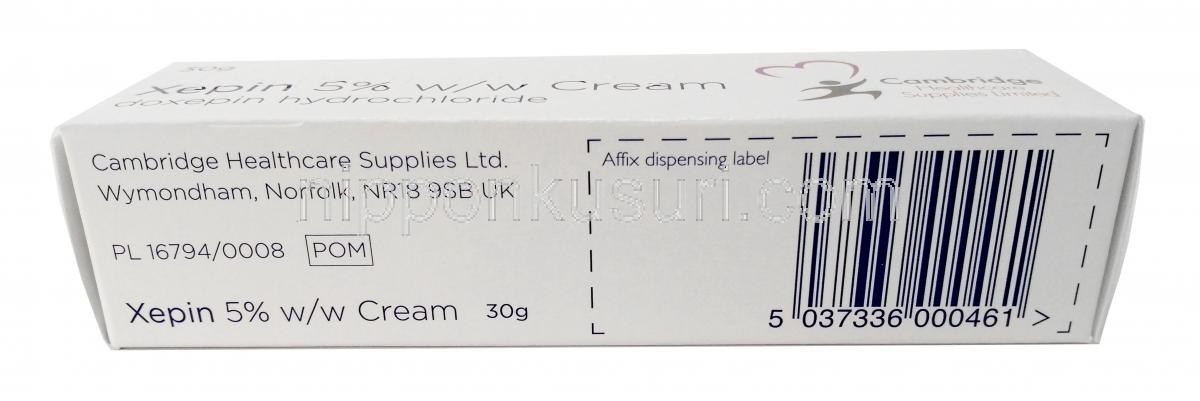 30g
Xepin 5% w/w Cream
doxepin hydrochloride
Cambridge
Healthcare
Supplies Limited
Cambridge Healthcare Supplies Ltd.
Wymondham, Norfolk, NR18 9SB UK
PL 16794/0008 POM
Xepin 5% w/w Cream 30g
Affix dispensing label
5 037336 000461 >
nipponkusuri.com